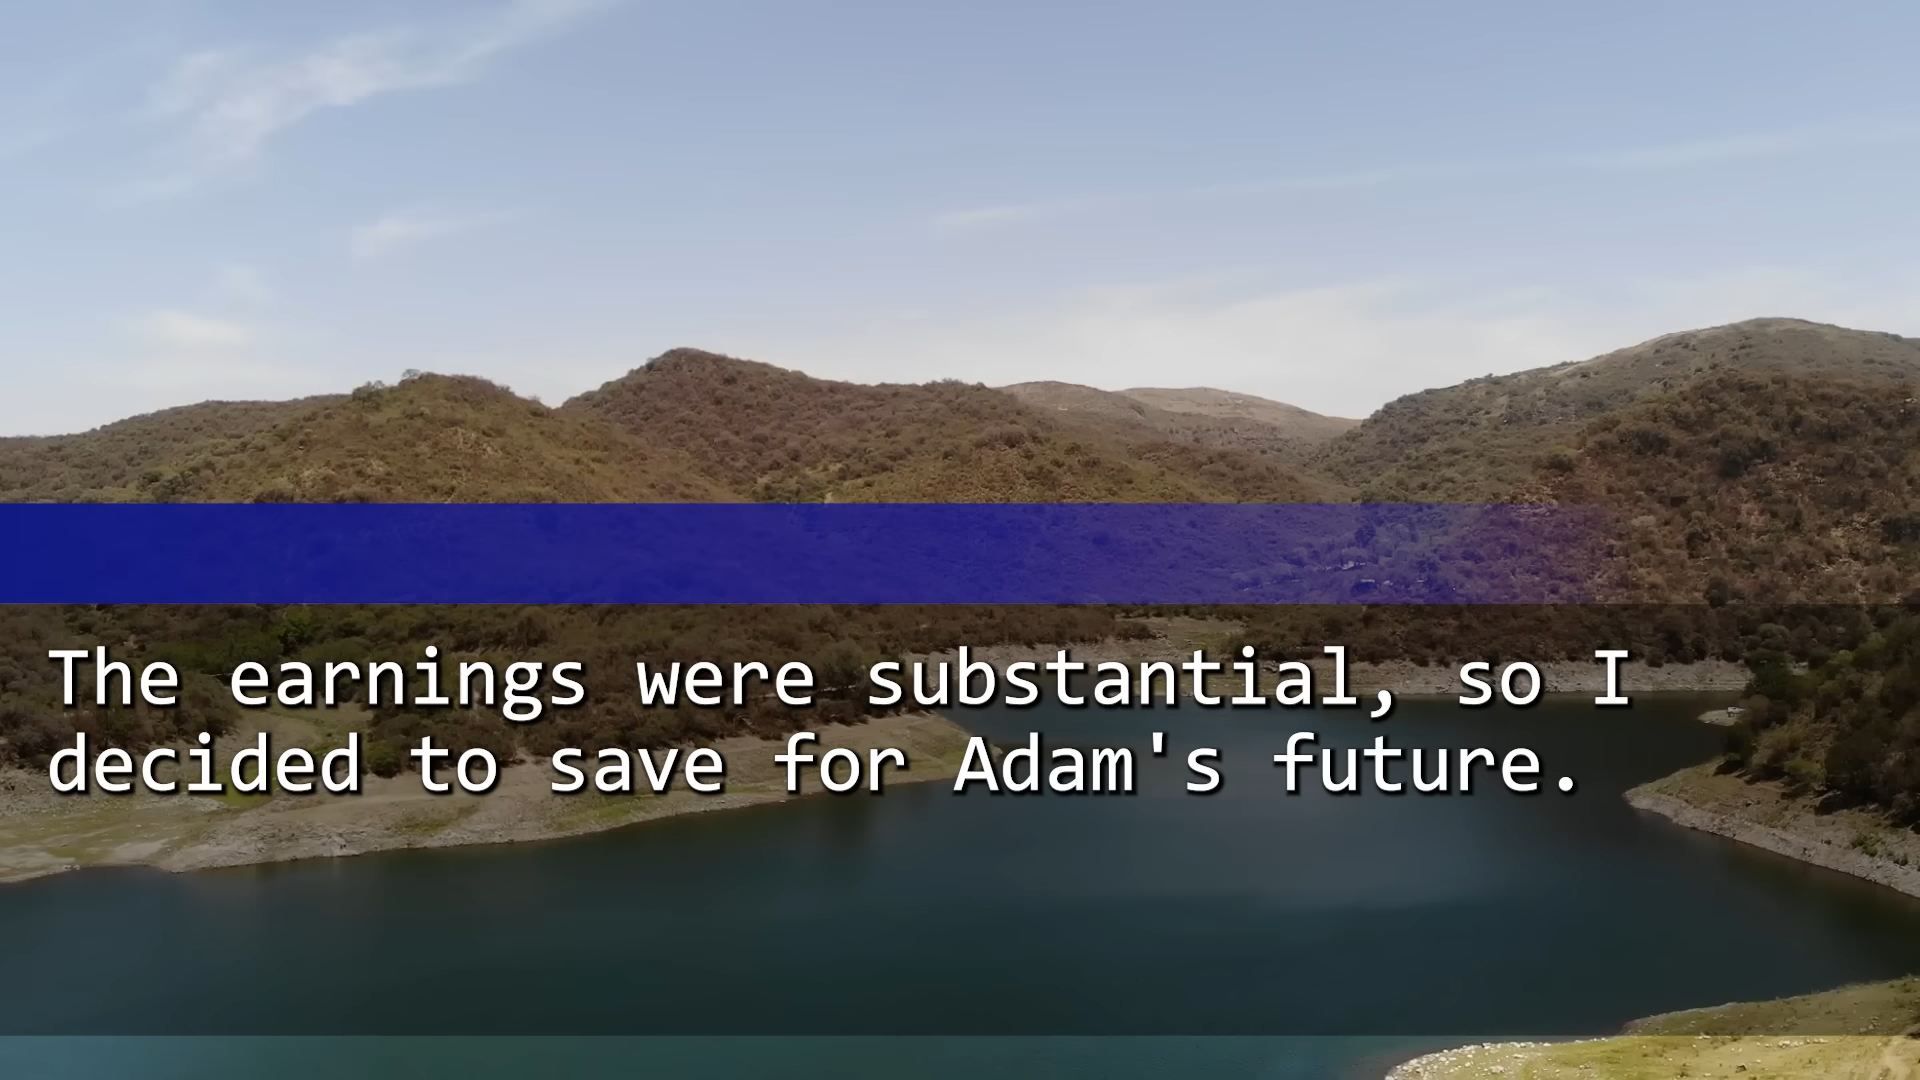 The earnings were substantial, so I
decided to save for Adam's future.